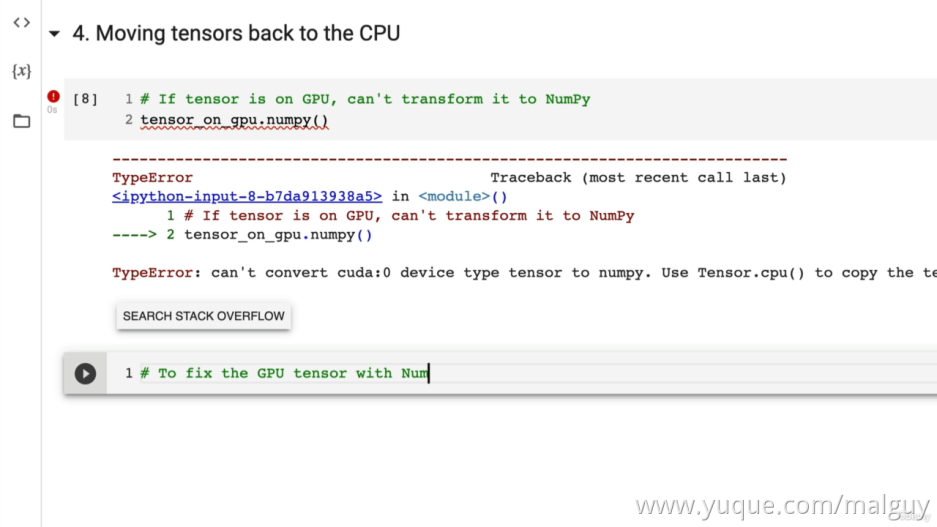 <>
4. Moving tensors back to the CPU
{x}
!
[8]
0s
1 # If tensor is on GPU, can't transform it to NumPy
2 tensor_on_gpu.numpy()
---------------------------------------------------------------------------
TypeError Traceback (most recent call last)
<ipython-input-8-b7da913938a5> in <module>()
1 # If tensor is on GPU, can't transform it to NumPy
----> 2 tensor_on_gpu.numpy()
TypeError: can't convert cuda:0 device type tensor to numpy. Use Tensor.cpu() to copy the te
SEARCH STACK OVERFLOW
1 # To fix the GPU tensor with Num
www.yuque.com/malguy